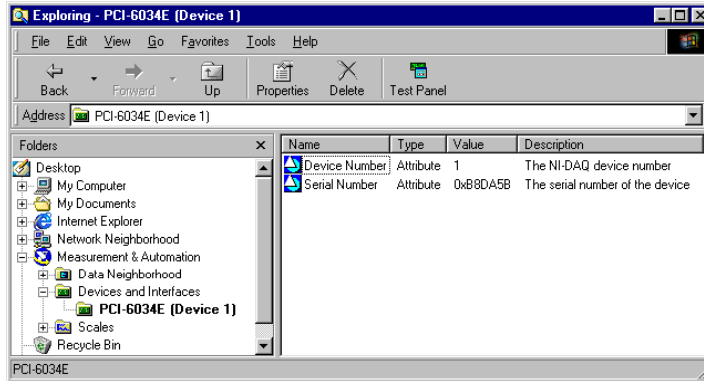 Exploring - PCI-6034E (Device 1)
File Edit View Go Favorites Tools Help
Back Forward Up Properties Delete Test Panel
Address PCI-6034E (Device 1)
Folders
Name Type Value Description
Device Number Attribute 1 The NI-DAQ device number
Serial Number Attribute 0xB8DA5B The serial number of the device
Desktop
My Computer
My Documents
Internet Explorer
Network Neighborhood
Measurement & Automation
Data Neighborhood
Devices and Interfaces
PCI-6034E (Device 1)
Scales
Recycle Bin
PCI-6034E